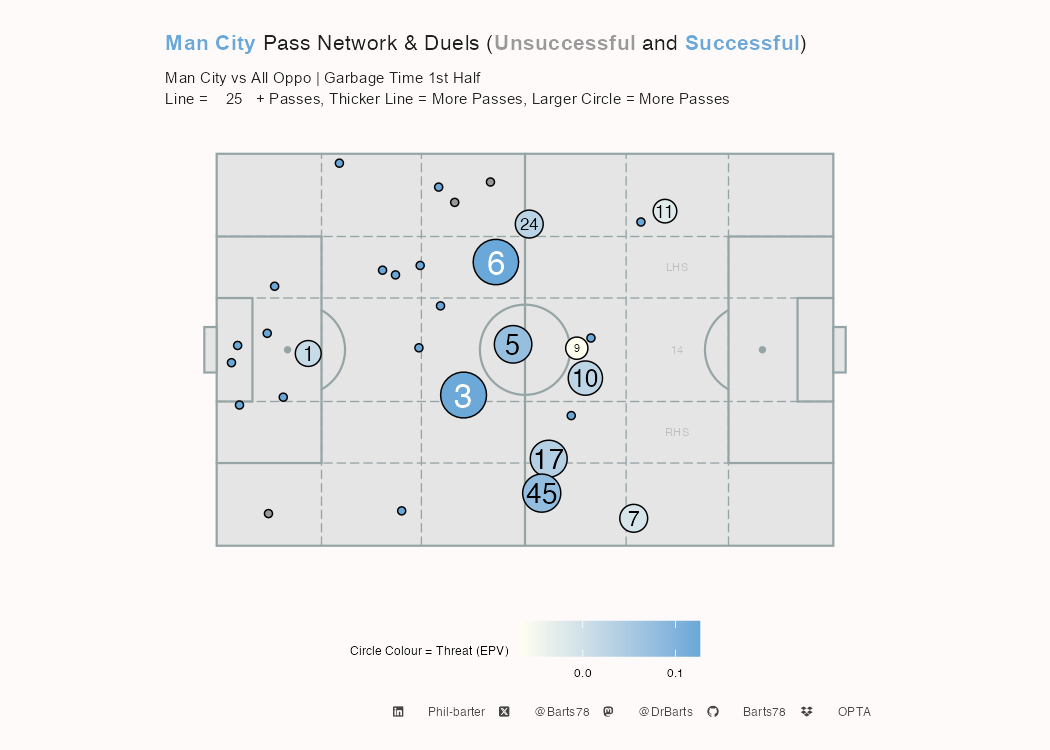 Man City Pass Network & Duels (Unsuccessful and Successful)
Man City vs All Oppo | Garbage Time 1st Half
Line = 25 + Passes, Thicker Line = More Passes, Larger Circle = More Passes
11
24
6
LHS
5
9
14
1
10
3
RHS
17
45
7
Circle Colour = Threat (EPV)
0.0 0.1
Phil-barter @Barts78 @DrBarts Barts78 OPTA